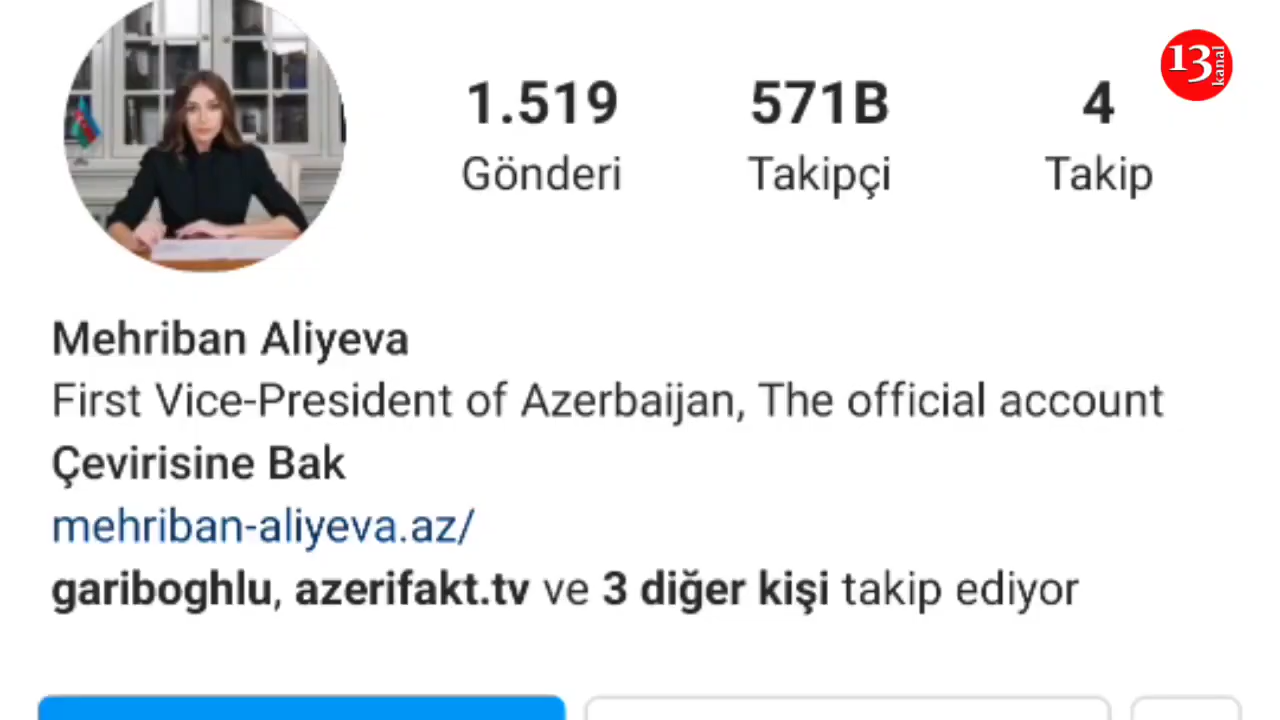 1.519 571B 4
Gönderi Takipçi Takip
13 kanal
Mehriban Aliyeva
First Vice-President of Azerbaijan, The official account
Çevirisine Bak
mehriban-aliyeva.az/
gariboghlu, azerifakt.tv ve 3 diğer kişi takip ediyor